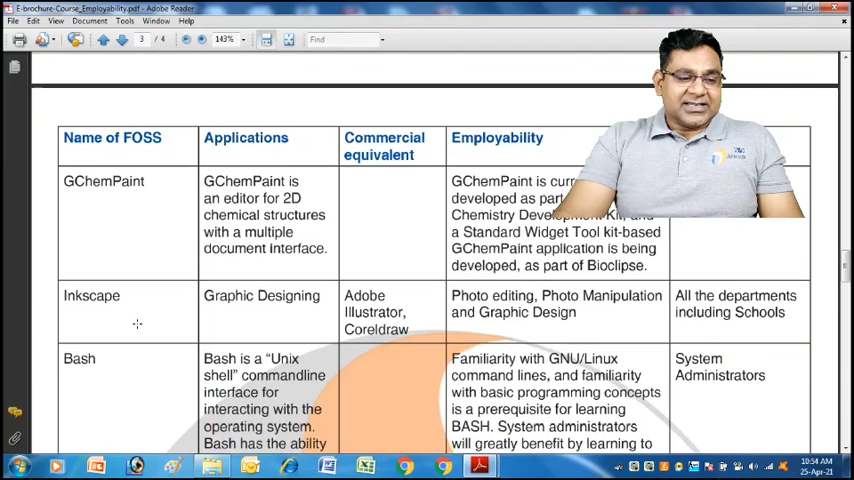 E-brochure-Course_Employability.pdf - Adobe Reader
File Edit View Document Tools Window Help
3 / 4 143% Find
Name of FOSS Applications Commercial equivalent Employability
GChemPaint
GChemPaint is
an editor for 2D
chemical structures
with a multiple
document interface.
GChemPaint is
developed as
Chemistry
a Standard Widget Tool kit-based
GChemPaint application is being
developed, as part of Bioclipse.
Inkscape
Graphic Designing
Adobe
Illustrator,
Coreldraw
Photo editing, Photo Manipulation
and Graphic Design
All the departments
including Schools
Bash
Bash is a “Unix
shell” commandline
interface for
interacting with the
operating system.
Bash has the ability
Familiarity with GNU/Linux
command lines, and familiarity
with basic programming concepts
is a prerequisite for learning
BASH. System administrators
will greatly benefit by learning to
System
Administrators
10:54 AM
25-Apr-21